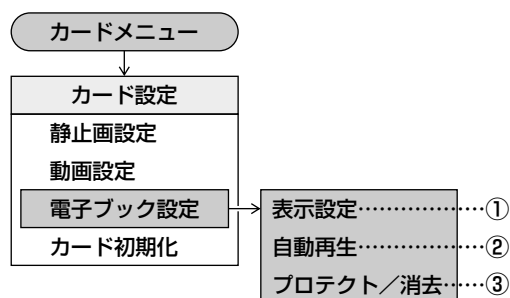 カードメニュー
カード設定
静止画設定
動画設定
電子ブック設定
カード初期化
表示設定…………………①
自動再生…………………②
プロテクト／消去……③